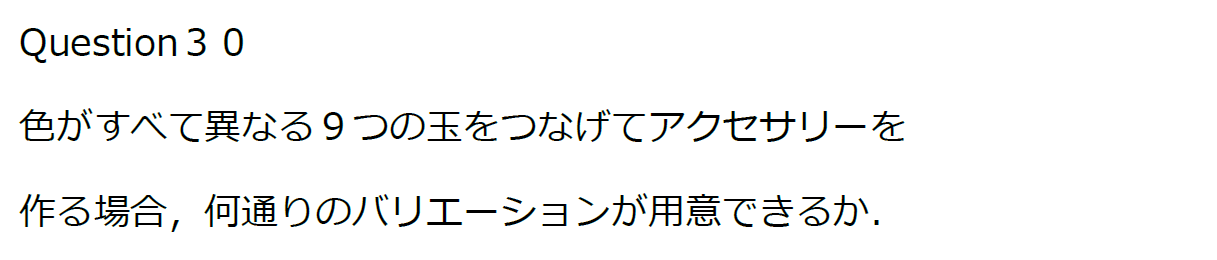 Question３０
色がすべて異なる９つの玉をつなげてアクセサリーを
作る場合，何通りのバリエーションが用意できるか．